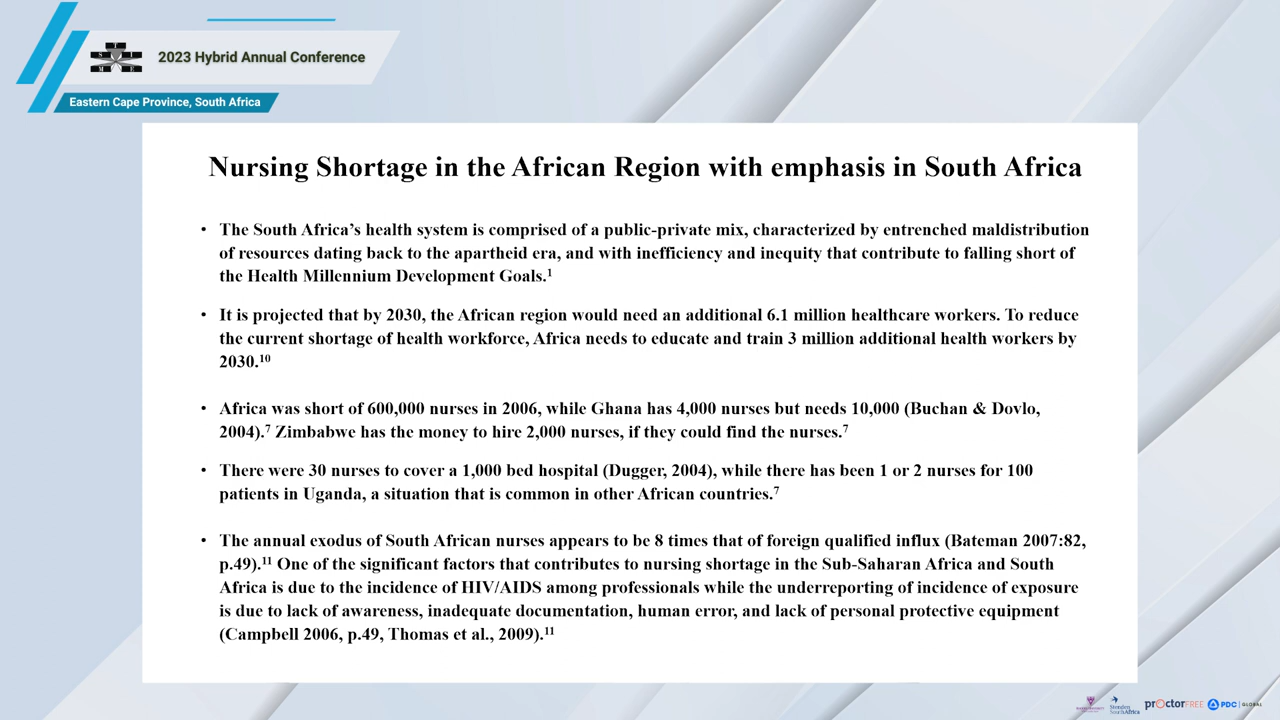 2023 Hybrid Annual Conference
Eastern Cape Province, South Africa
Nursing Shortage in the African Region with emphasis in South Africa
• The South Africa’s health system is comprised of a public-private mix, characterized by entrenched maldistribution
of resources dating back to the apartheid era, and with inefficiency and inequity that contribute to falling short of
the Health Millennium Development Goals.¹
• It is projected that by 2030, the African region would need an additional 6.1 million healthcare workers. To reduce
the current shortage of health workforce, Africa needs to educate and train 3 million additional health workers by
2030.¹⁰
• Africa was short of 600,000 nurses in 2006, while Ghana has 4,000 nurses but needs 10,000 (Buchan & Dovlo,
2004).⁷ Zimbabwe has the money to hire 2,000 nurses, if they could find the nurses.⁷
• There were 30 nurses to cover a 1,000 bed hospital (Dugger, 2004), while there has been 1 or 2 nurses for 100
patients in Uganda, a situation that is common in other African countries.⁷
• The annual exodus of South African nurses appears to be 8 times that of foreign qualified influx (Bateman 2007:82,
p.49).¹¹ One of the significant factors that contributes to nursing shortage in the Sub-Saharan Africa and South
Africa is due to the incidence of HIV/AIDS among professionals while the underreporting of incidence of exposure
is due to lack of awareness, inadequate documentation, human error, and lack of personal protective equipment
(Campbell 2006, p.49, Thomas et al., 2009).¹¹
Stenden
South Africa
proctorFREE
PDC | GLOBAL